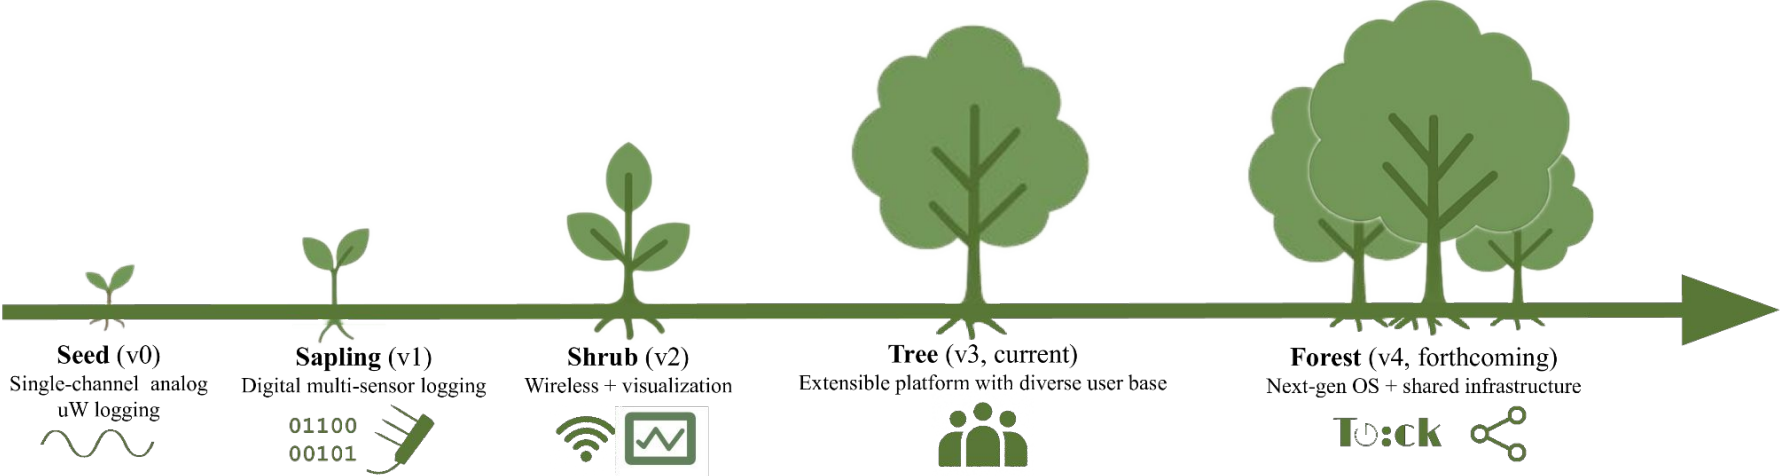 Seed (v0)
Single-channel analog
uW logging
Sapling (v1)
Digital multi-sensor logging
01100
00101
Shrub (v2)
Wireless + visualization
Tree (v3, current)
Extensible platform with diverse user base
Forest (v4, forthcoming)
Next-gen OS + shared infrastructure
Tock